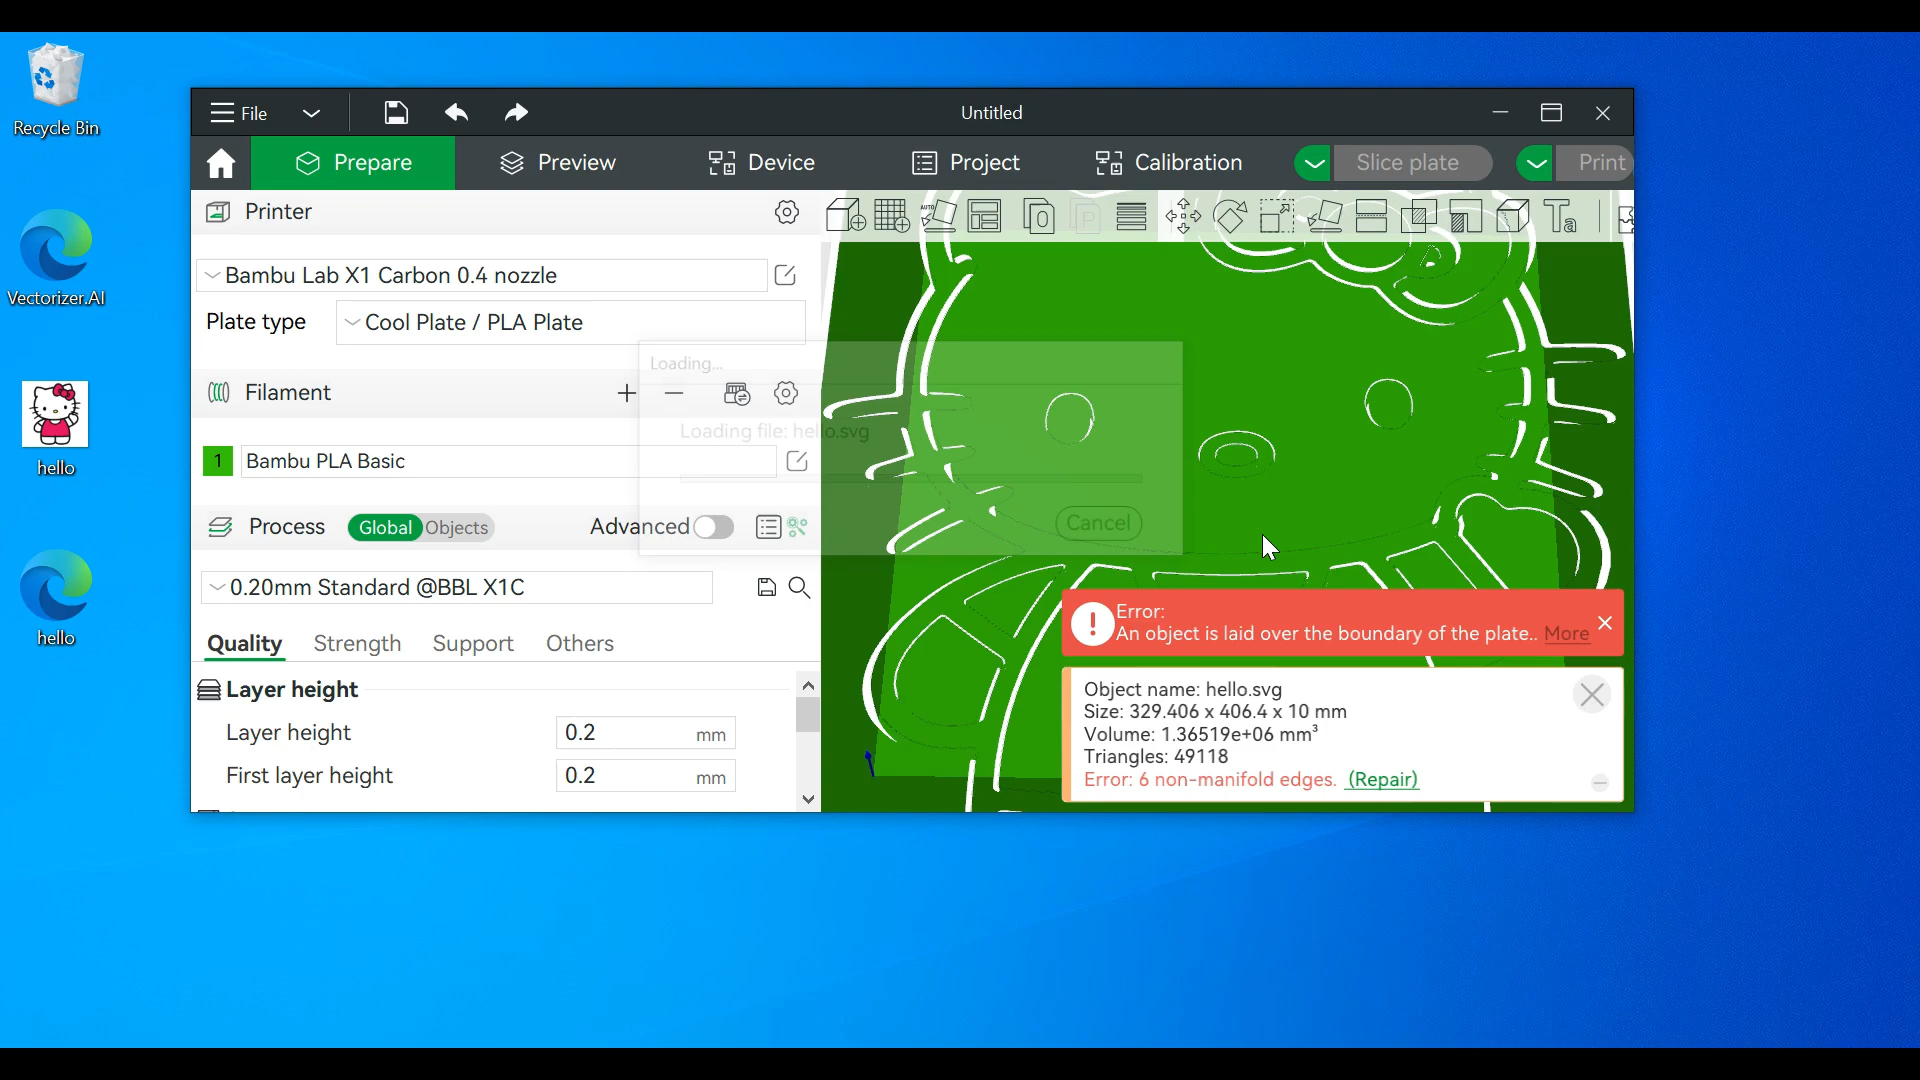 Recycle Bin
Vectorizer.AI
hello
hello
File
Untitled
Prepare
Preview
Device
Project
Calibration
Slice plate
Print
Printer
Bambu Lab X1 Carbon 0.4 nozzle
Plate type
Cool Plate / PLA Plate
Loading...
Filament
Loading file: hello.svg
1
Bambu PLA Basic
Cancel
Process
Global
Objects
Advanced
0.20mm Standard @BBL X1C
Quality
Strength
Support
Others
Layer height
Layer height
0.2
mm
First layer height
0.2
mm
AUTO
0
P
Ta
Error:
An object is laid over the boundary of the plate.. More
Object name: hello.svg
Size: 329.406 x 406.4 x 10 mm
Volume: 1.36519e+06 mm³
Triangles: 49118
Error: 6 non-manifold edges. (Repair)